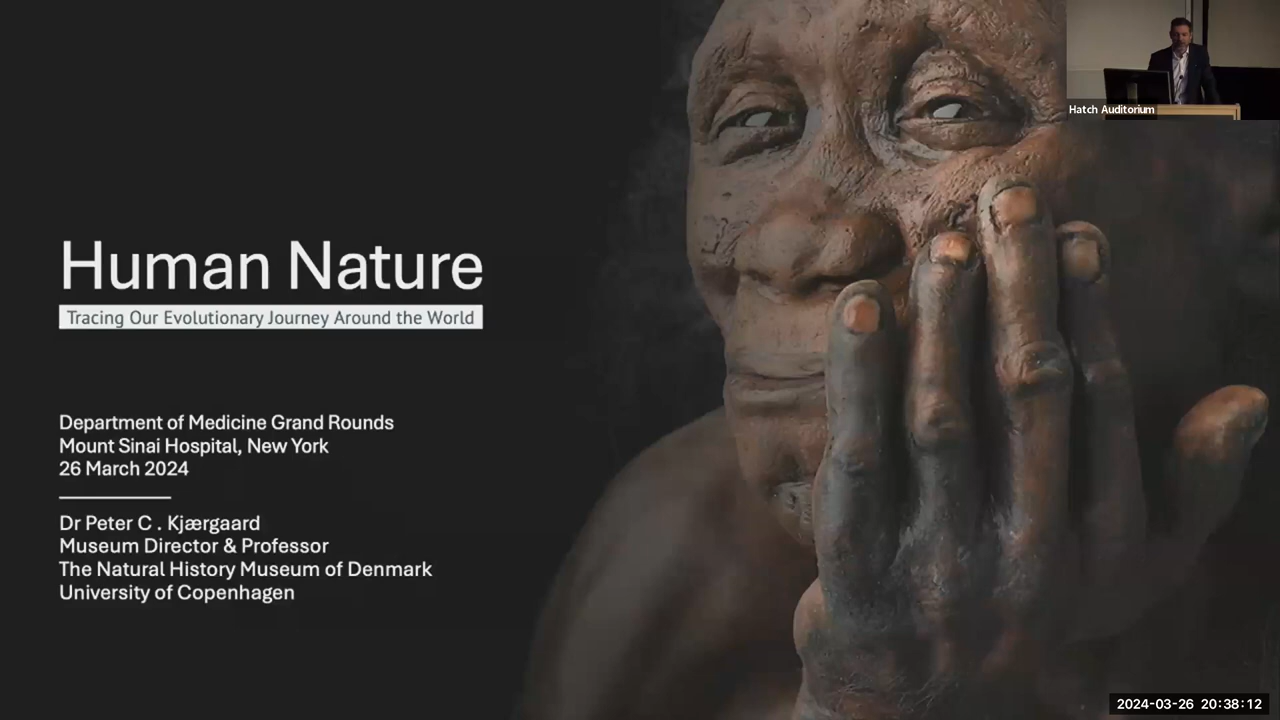 Hatch Auditorium
Human Nature
Tracing Our Evolutionary Journey Around the World
Department of Medicine Grand Rounds
Mount Sinai Hospital, New York
26 March 2024
Dr Peter C . Kjærgaard
Museum Director & Professor
The Natural History Museum of Denmark
University of Copenhagen
2024-03-26 20:38:12